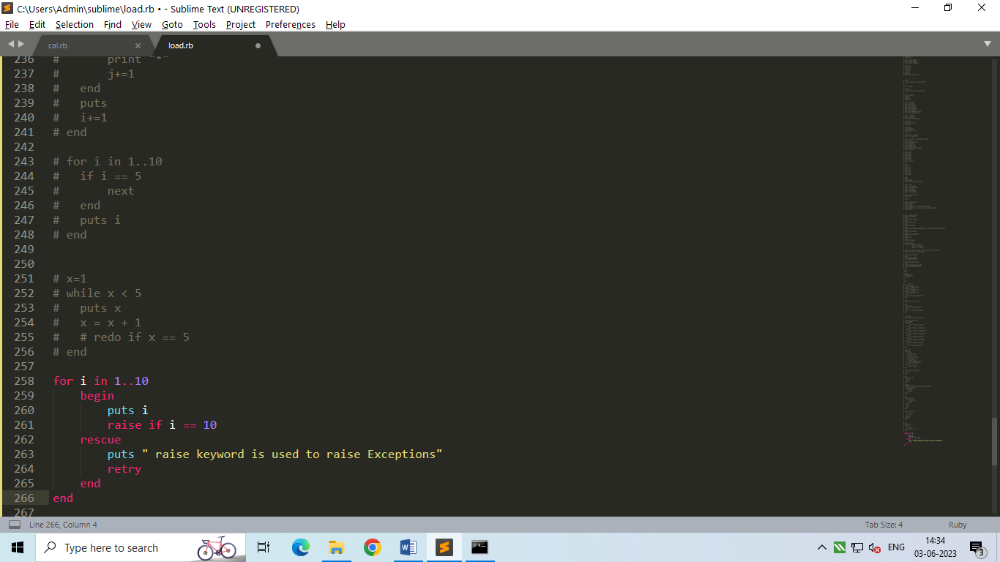 C:\Users\Admin\sublime\load.rb • - Sublime Text (UNREGISTERED)
File Edit Selection Find View Goto Tools Project Preferences Help
cal.rb × load.rb
236 # print "*"
237 # j+=1
238 # end
239 # puts
240 # i+=1
241 # end
242
243 # for i in 1..10
244 # if i == 5
245 # next
246 # end
247 # puts i
248 # end
249
250
251 # x=1
252 # while x < 5
253 # puts x
254 # x = x + 1
255 # # redo if x == 5
256 # end
257
258 for i in 1..10
259 begin
260 puts i
261 raise if i == 10
262 rescue
263 puts " raise keyword is used to raise Exceptions"
264 retry
265 end
266 end
267
Line 266, Column 4 Tab Size: 4 Ruby
Type here to search ENG 14:34
03-06-2023 3